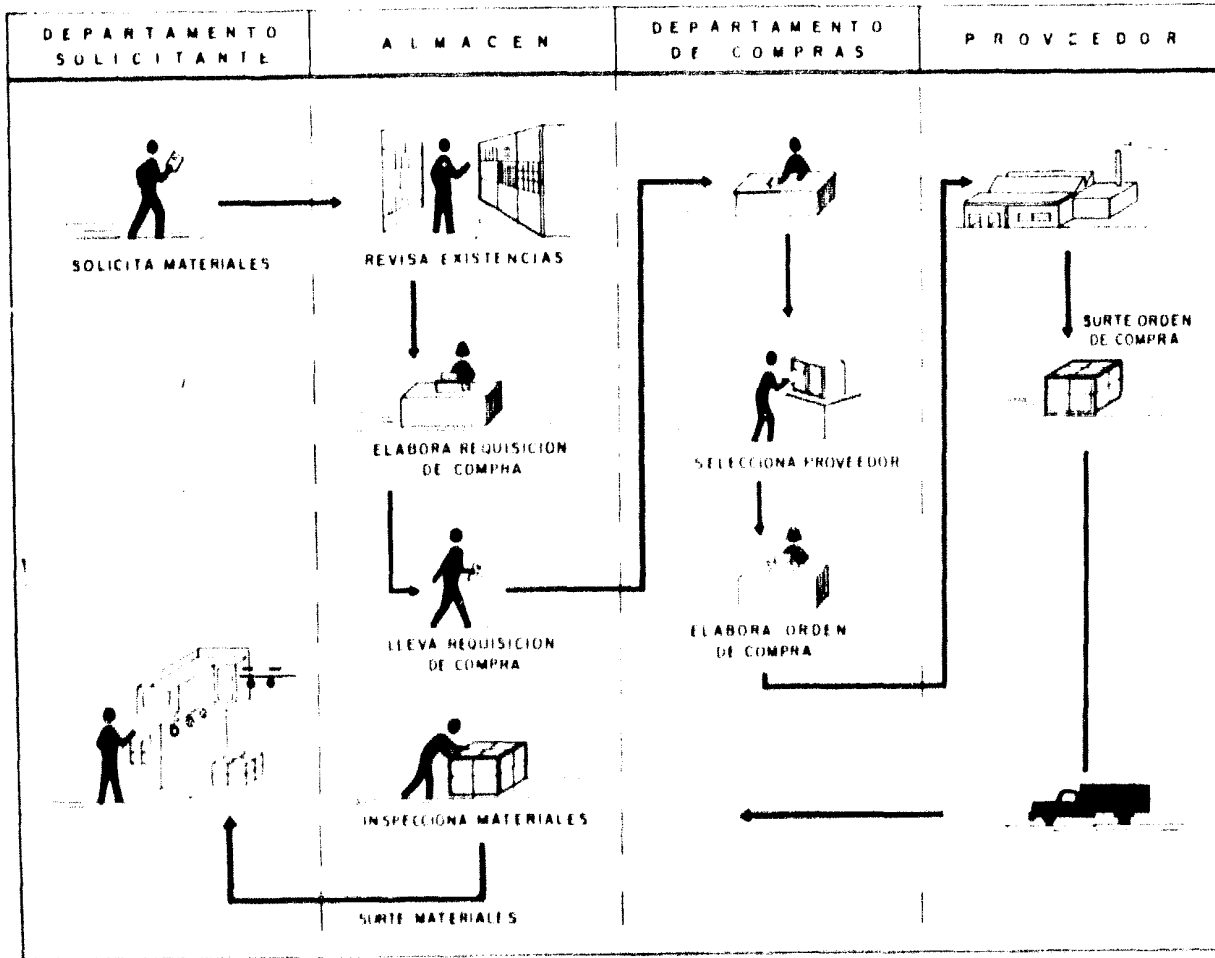 DEPARTAMENTO
SOLICITANTE
ALMACEN
DEPARTAMENTO
DE COMPRAS
PROVEEDOR
SOLICITA MATERIALES
REVISA EXISTENCIAS
SURTE ORDEN
DE COMPRA
ELABORA REQUISICION
DE COMPRA
SELECCIONA PROVEEDOR
LLEVA REQUISICION
DE COMPRA
ELABORA ORDEN
DE COMPRA
INSPECCIONA MATERIALES
SURTE MATERIALES